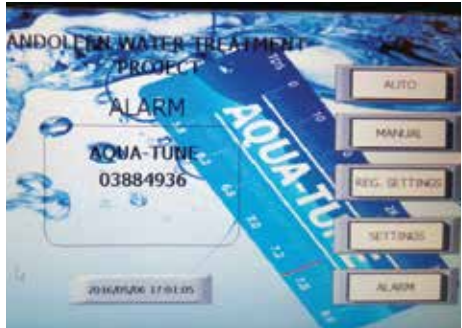 ANDOLEEN WATER TREATMENT
PROJECT
ALARM
AQUA-TUNE
03884936
2016/05/06 17:01:05
AQUA-TUNE
AUTO
MANUAL
REG. SETTINGS
SETTINGS
ALARM